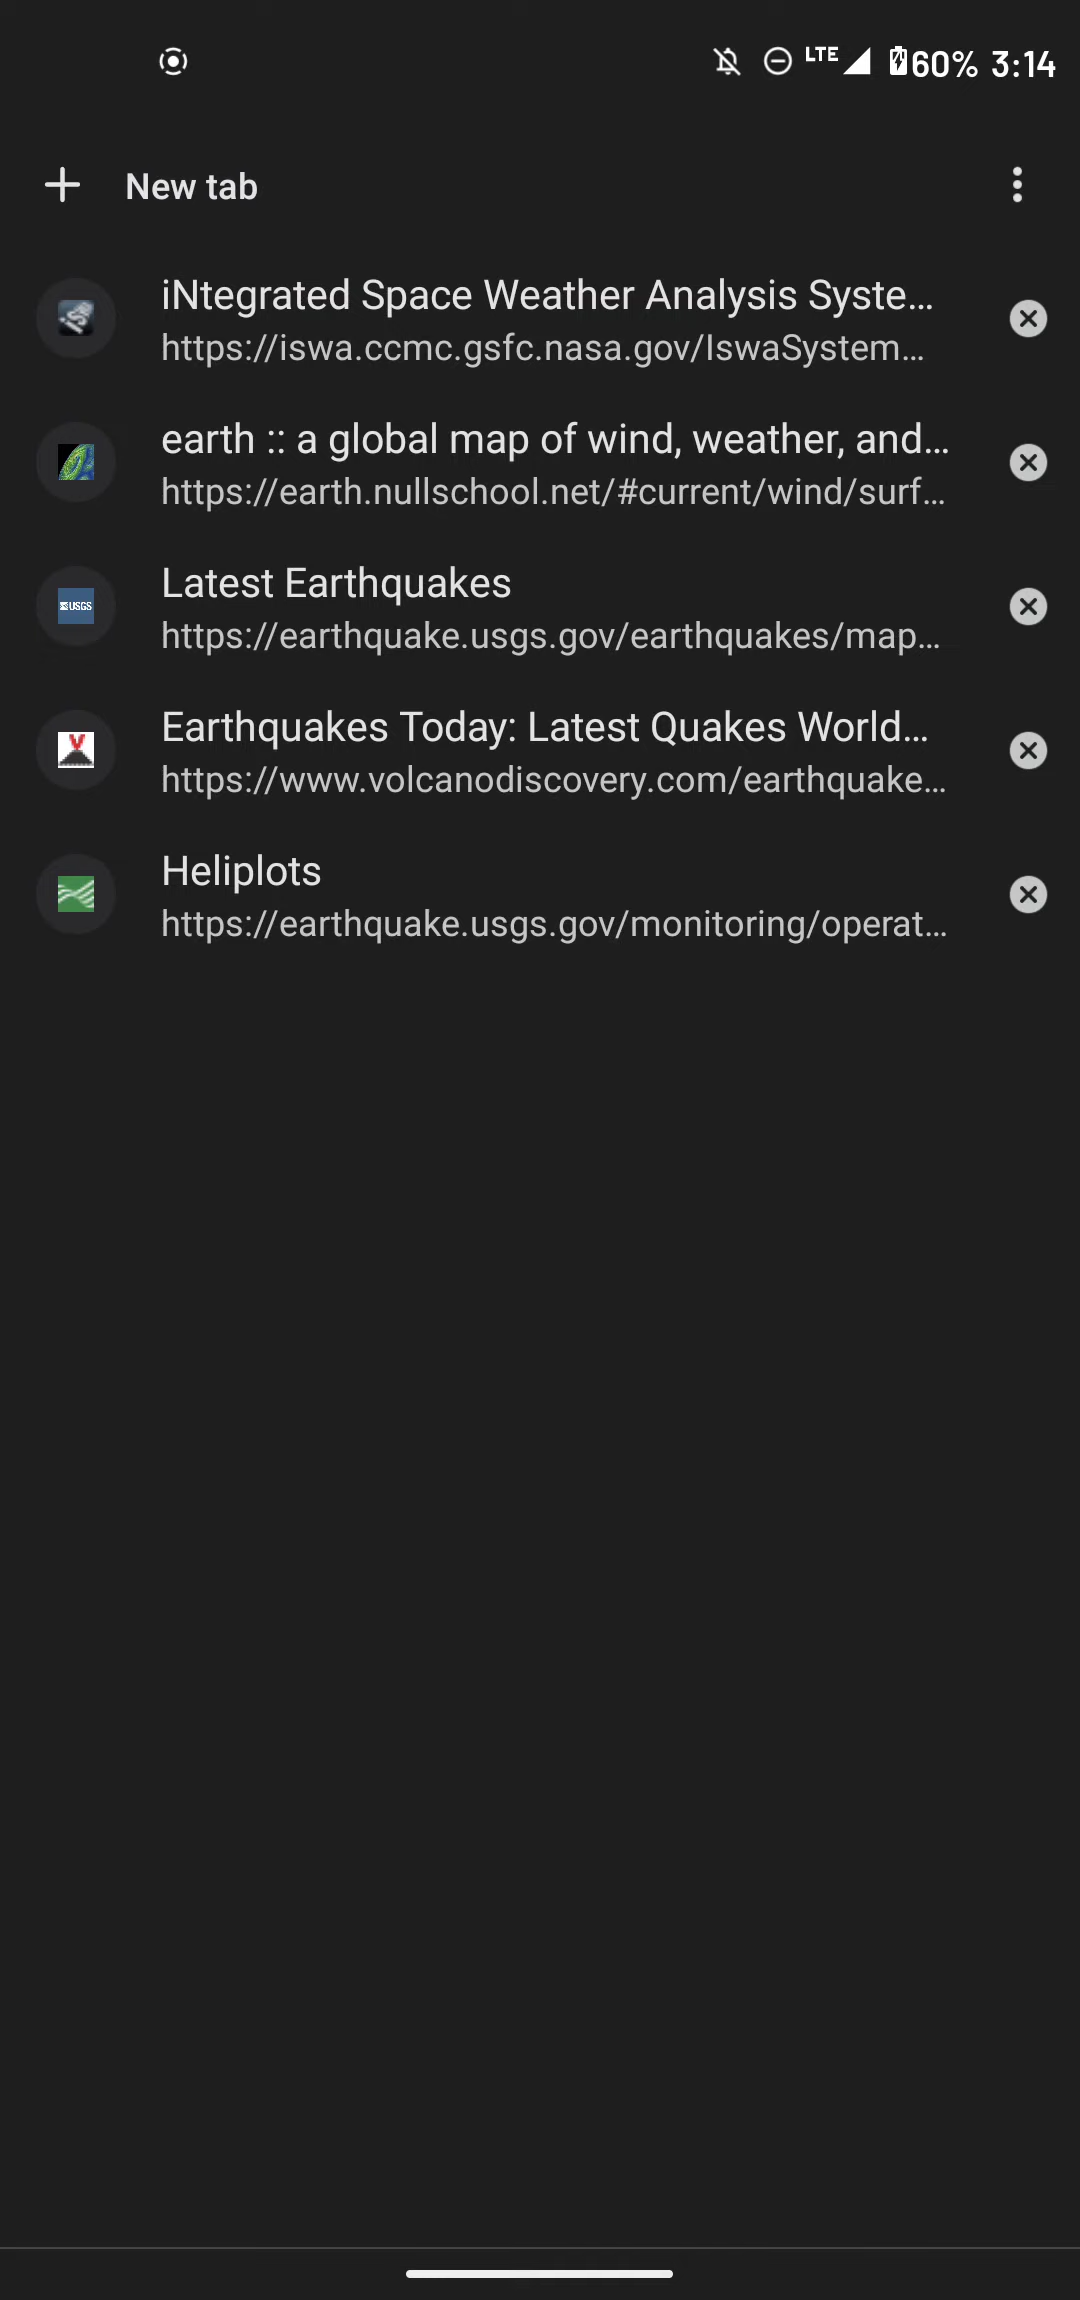 LTE 60% 3:14
New tab
iNtegrated Space Weather Analysis Syste...
https://iswa.ccmc.gsfc.nasa.gov/IswaSystem...
earth :: a global map of wind, weather, and...
https://earth.nullschool.net/#current/wind/surf...
USGS
Latest Earthquakes
https://earthquake.usgs.gov/earthquakes/map...
Earthquakes Today: Latest Quakes World...
https://www.volcanodiscovery.com/earthquake...
Heliplots
https://earthquake.usgs.gov/monitoring/operat...